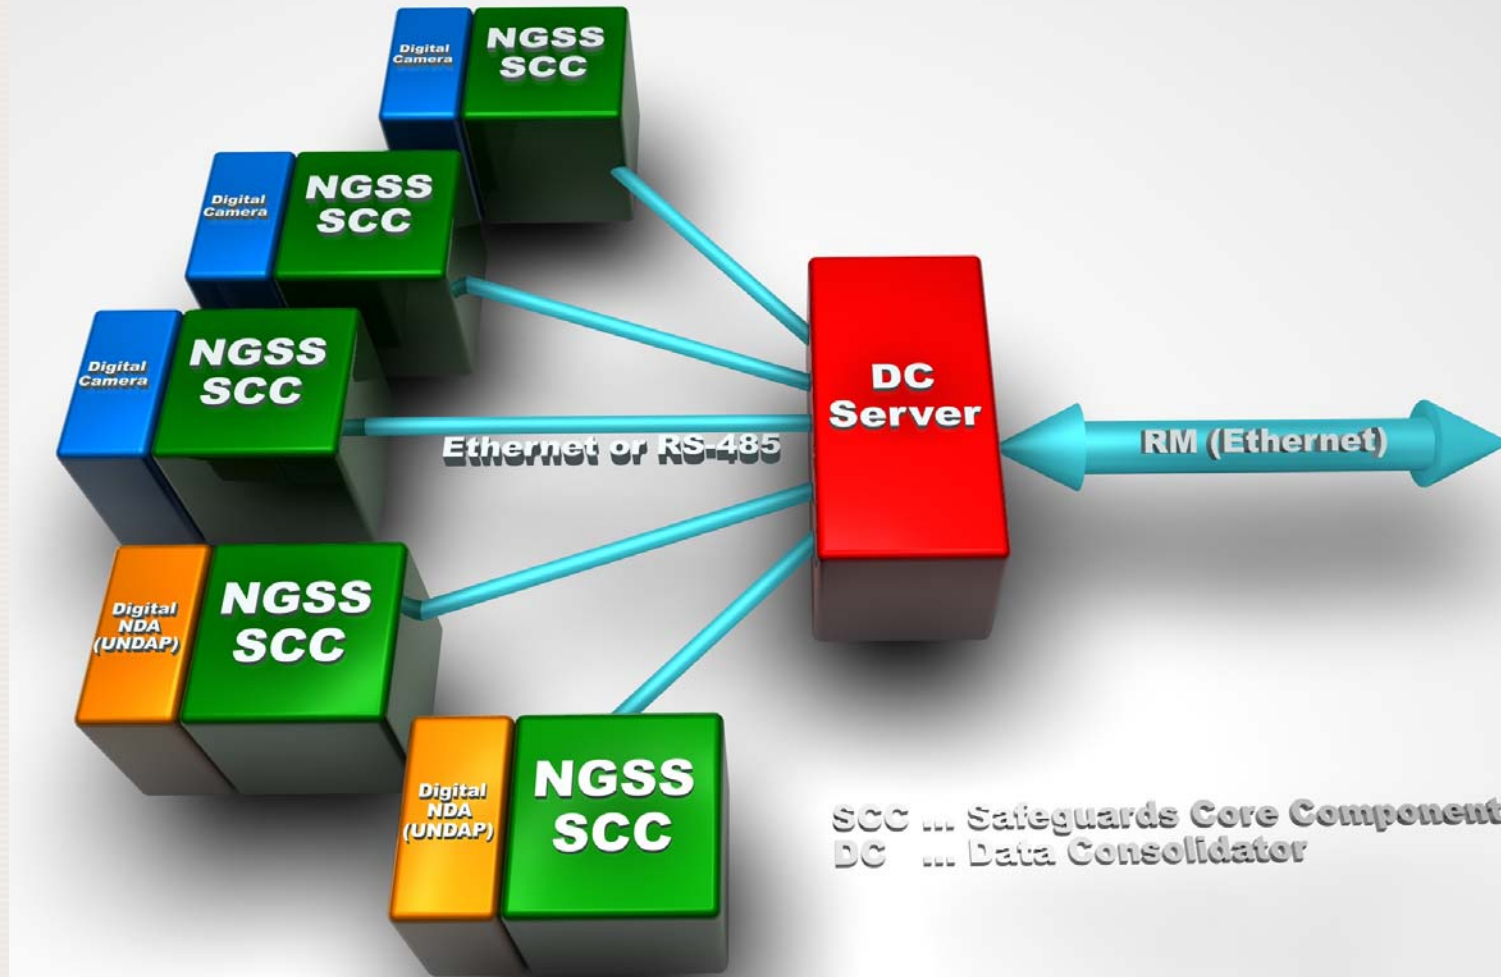 Digital
Camera
NGSS
SCC
Digital
Camera
NGSS
SCC
Digital
Camera
NGSS
SCC
Ethernet or RS-485
DC
Server
RM (Ethernet)
Digital
NDA
(UNDAP)
NGSS
SCC
Digital
NDA
(UNDAP)
NGSS
SCC
SCC ... Safeguards Core Component
DC ... Data Consolidator